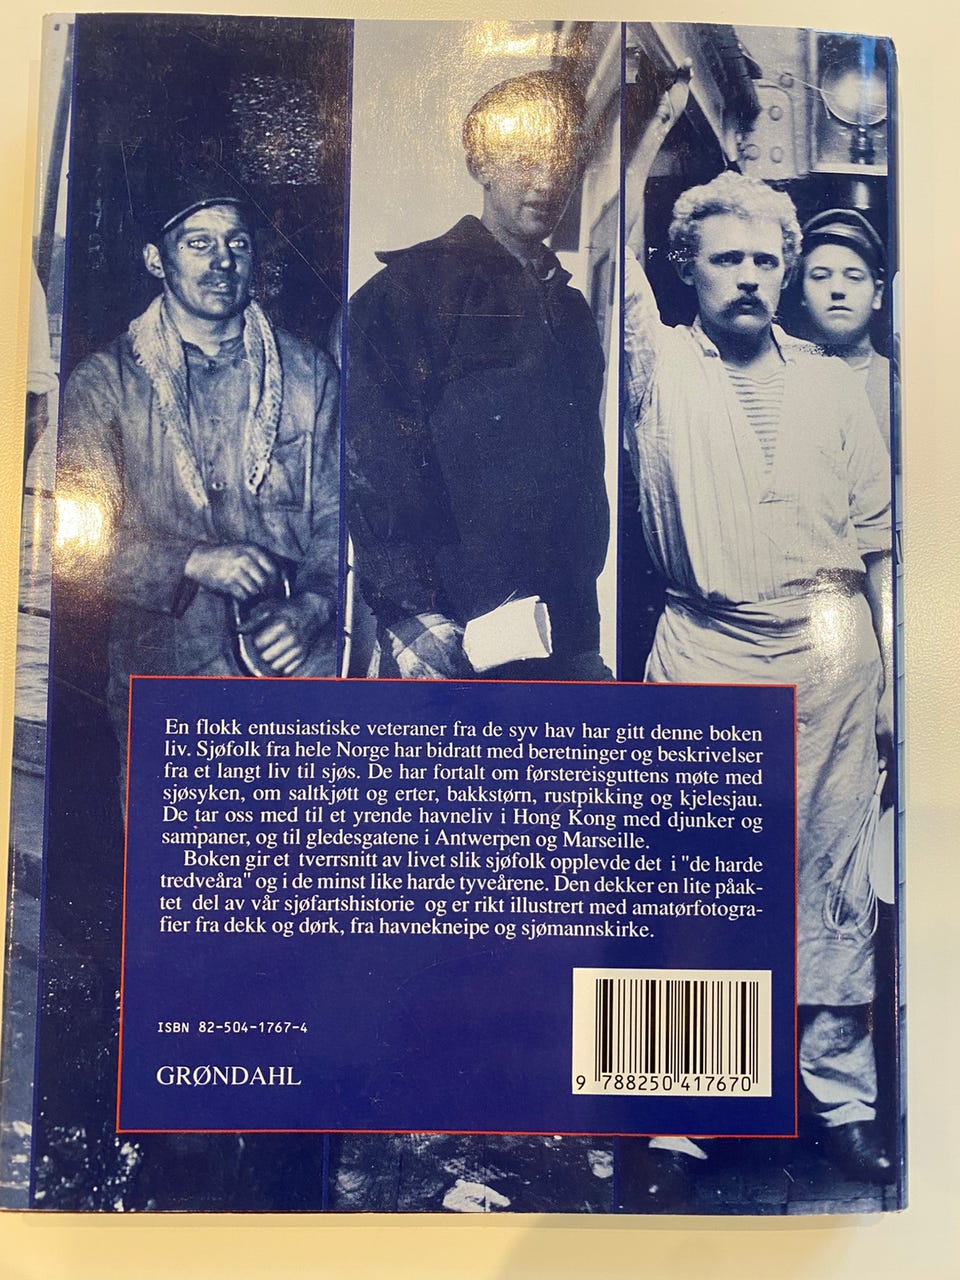 En flokk entusiastiske veteraner fra de syv hav har gitt denne boken
liv. Sjøfolk fra hele Norge har bidratt med beretninger og beskrivelser
fra et langt liv til sjøs. De har fortalt om førstereisguttens møte med
sjøsyken, om saltkjøtt og erter, bakkstørn, rustpikking og kjelesjau.
De tar oss med til et yrende havneliv i Hong Kong med djunker og
sampaner, og til gledesgatene i Antwerpen og Marseille.
Boken gir et tverrsnitt av livet slik sjøfolk opplevde det i "de harde
tredveåra" og i de minst like harde tyveårene. Den dekker en lite påak-
tet del av vår sjøfartshistorie og er rikt illustrert med amatørfotogra-
fier fra dekk og dørk, fra havnekneipe og sjømannskirke.
ISBN 82-504-1767-4
GRØNDAHL
9 788250 417670